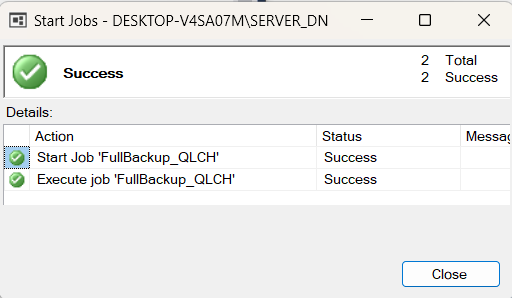 Start Jobs - DESKTOP-V4SA07M\SERVER_DN
Success
2 Total
2 Success
Details:
Action Status Messag
Start Job 'FullBackup_QLCH' Success
Execute job 'FullBackup_QLCH' Success
Close